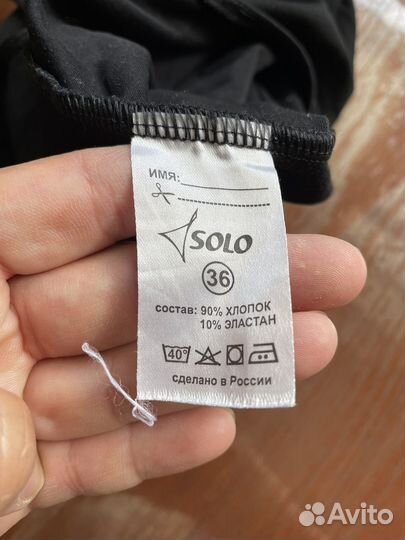 ИМЯ:
SOLO
36
состав: 90% ХЛОПОК
10% ЭЛАСТАН
40°
сделано в России
Avito